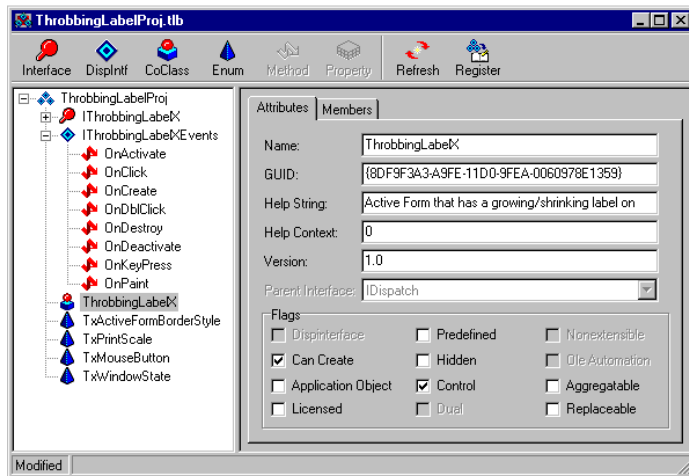 ThrobbingLabelProj.tlb
Interface DispIntf CoClass Enum Method Property Refresh Register
ThrobbingLabelProj
IThrobbingLabelX
IThrobbingLabelXEvents
OnActivate
OnClick
OnCreate
OnDblClick
OnDestroy
OnDeactivate
OnKeyPress
OnPaint
ThrobbingLabelX
TxActiveFormBorderStyle
TxPrintScale
TxMouseButton
TxWindowState
Attributes Members
Name: ThrobbingLabelX
GUID: {8DF9F3A3-A9FE-11D0-9FEA-0060978E1359}
Help String: Active Form that has a growing/shrinking label on
Help Context: 0
Version: 1.0
Parent Interface: IDispatch
Flags
Dispinterface Predefined Nonextensible
Can Create Hidden Ole Automation
Application Object Control Aggregatable
Licensed Dual Replaceable
Modified